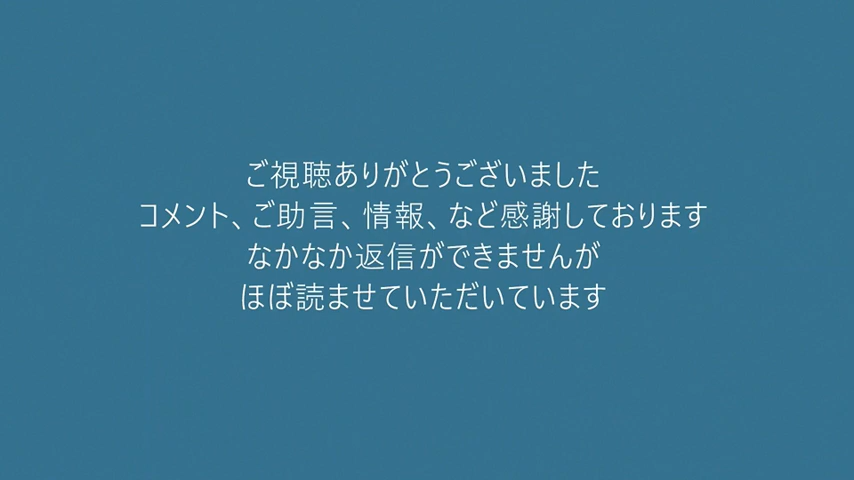 ご視聴ありがとうございました
コメント、ご助言、情報、など感謝しております
なかなか返信ができませんが
ほぼ読ませていただいています